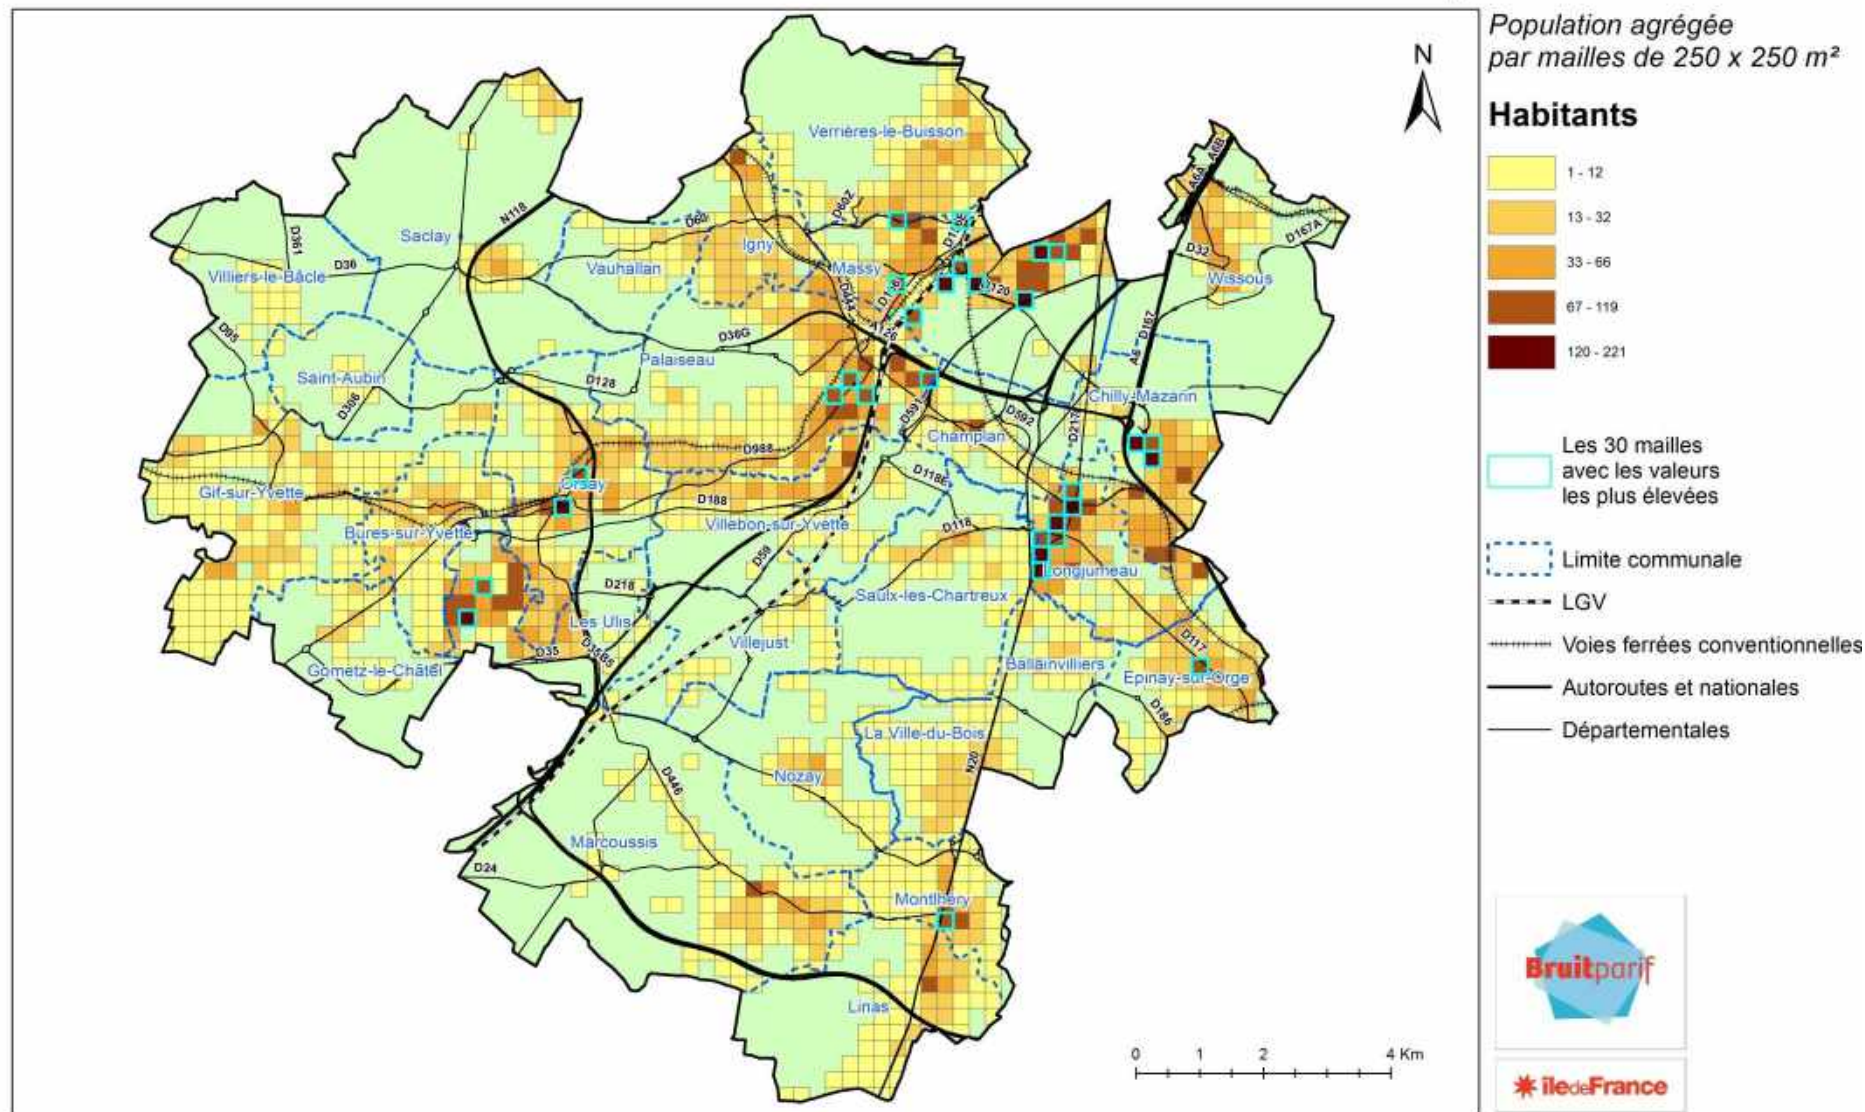 Population agrégée
par mailles de 250 x 250 m²
Habitants
1 - 12
13 - 32
33 - 66
67 - 119
120 - 221
Les 30 mailles
avec les valeurs
les plus élevées
Limite communale
LGV
Voies ferrées conventionnelles
Autoroutes et nationales
Départementales
Bruitparif
îledeFrance
N
Verrières-le-Buisson
A6B
A6A
D60Z
N118
D60
D361
Saclay
Igny
D167A
D36
D32
Villiers-le-Bâcle
Vauhallan
Massy
Wissous
D444
D120
D95
D36G
A126
D167
A6
Palaiseau
Saint-Aubin
D128
D306
Chilly-Mazarin
D591
D592
D217
Champlan
D988
D118E
Gif-sur-Yvette
Orsay
D188
Bures-sur-Yvette
Villebon-sur-Yvette
D118
D59
Longjumeau
D218
Saulx-les-Chartreux
Les Ulis
Villejust
D117
D35
D35B5
Gometz-le-Châtel
Ballainvilliers
Epinay-sur-Orge
D186
La Ville-du-Bois
N20
Nozay
D446
Marcoussis
D24
Montlhéry
Linas
0 1 2 4 Km